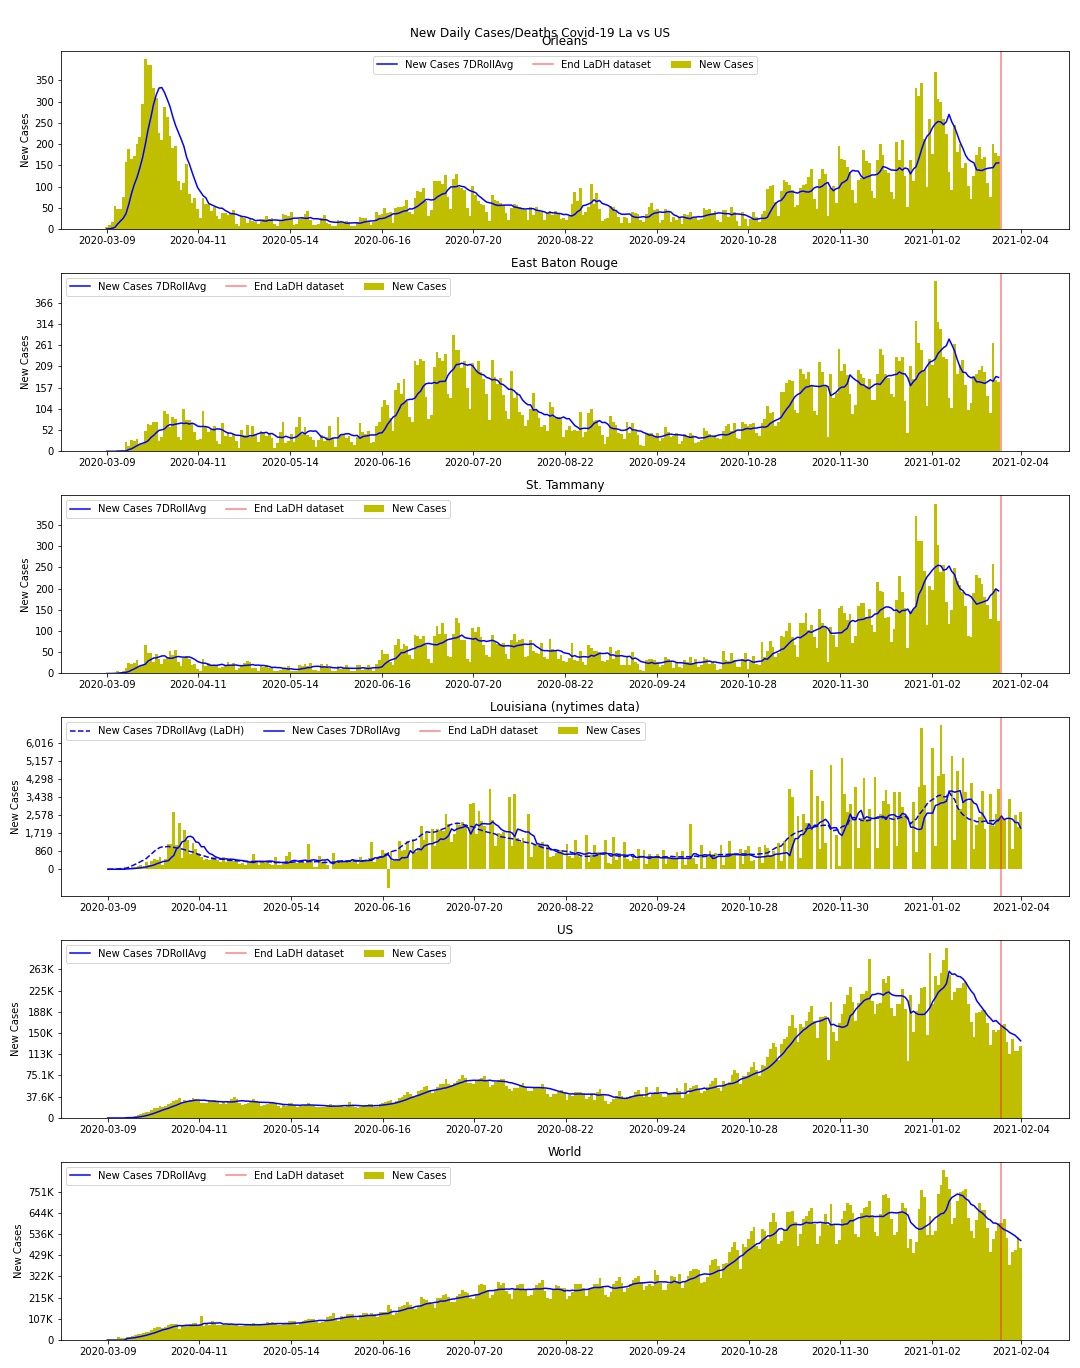 New Daily Cases/Deaths Covid-19 La vs US
Orleans
New Cases 7DRollAvg End LaDH dataset New Cases
New Cases
350
300
250
200
150
100
50
0
2020-03-09 2020-04-11 2020-05-14 2020-06-16 2020-07-20 2020-08-22 2020-09-24 2020-10-28 2020-11-30 2021-01-02 2021-02-04
East Baton Rouge
New Cases 7DRollAvg End LaDH dataset New Cases
New Cases
366
314
261
209
157
104
52
0
2020-03-09 2020-04-11 2020-05-14 2020-06-16 2020-07-20 2020-08-22 2020-09-24 2020-10-28 2020-11-30 2021-01-02 2021-02-04
St. Tammany
New Cases 7DRollAvg End LaDH dataset New Cases
New Cases
350
300
250
200
150
100
50
0
2020-03-09 2020-04-11 2020-05-14 2020-06-16 2020-07-20 2020-08-22 2020-09-24 2020-10-28 2020-11-30 2021-01-02 2021-02-04
Louisiana (nytimes data)
New Cases 7DRollAvg (LaDH) New Cases 7DRollAvg End LaDH dataset New Cases
New Cases
6,016
5,157
4,298
3,438
2,578
1,719
860
0
2020-03-09 2020-04-11 2020-05-14 2020-06-16 2020-07-20 2020-08-22 2020-09-24 2020-10-28 2020-11-30 2021-01-02 2021-02-04
US
New Cases 7DRollAvg End LaDH dataset New Cases
New Cases
263K
225K
188K
150K
113K
75.1K
37.6K
0
2020-03-09 2020-04-11 2020-05-14 2020-06-16 2020-07-20 2020-08-22 2020-09-24 2020-10-28 2020-11-30 2021-01-02 2021-02-04
World
New Cases 7DRollAvg End LaDH dataset New Cases
New Cases
751K
644K
536K
429K
322K
215K
107K
0
2020-03-09 2020-04-11 2020-05-14 2020-06-16 2020-07-20 2020-08-22 2020-09-24 2020-10-28 2020-11-30 2021-01-02 2021-02-04